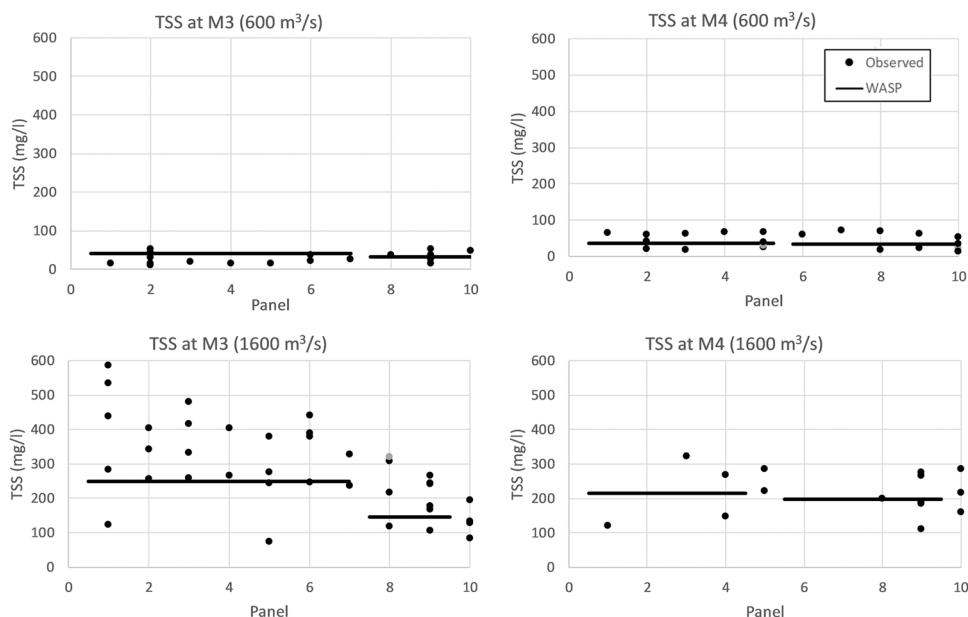 TSS at M3 (600 m³/s)
600
500
400
300
200
100
0
TSS (mg/l)
0 2 4 6 8 10
Panel
TSS at M4 (600 m³/s)
600
500
400
300
200
100
0
TSS (mg/l)
0 2 4 6 8 10
Panel
Observed
WASP
TSS at M3 (1600 m³/s)
600
500
400
300
200
100
0
TSS (mg/l)
0 2 4 6 8 10
Panel
TSS at M4 (1600 m³/s)
600
500
400
300
200
100
0
TSS (mg/l)
0 2 4 6 8 10
Panel